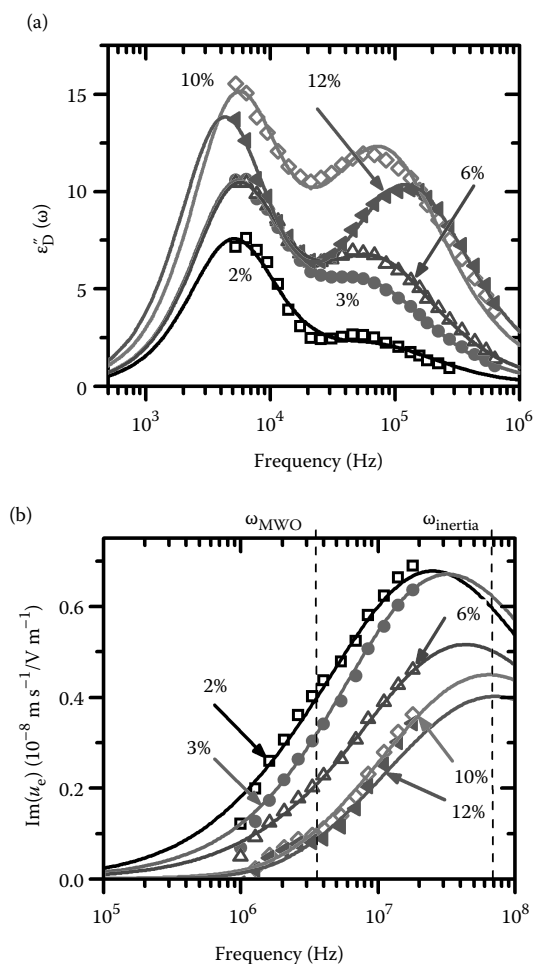 (a)
15
10
5
0
ε″D (ω)
10%
12%
6%
2%
3%
10³ 10⁴ 10⁵ 10⁶
Frequency (Hz)
(b)
ωMWO ωinertia
0.6
0.4
0.2
0.0
Im(ue) (10⁻⁸ m s⁻¹/V m⁻¹)
6%
2%
3%
10%
12%
10⁵ 10⁶ 10⁷ 10⁸
Frequency (Hz)